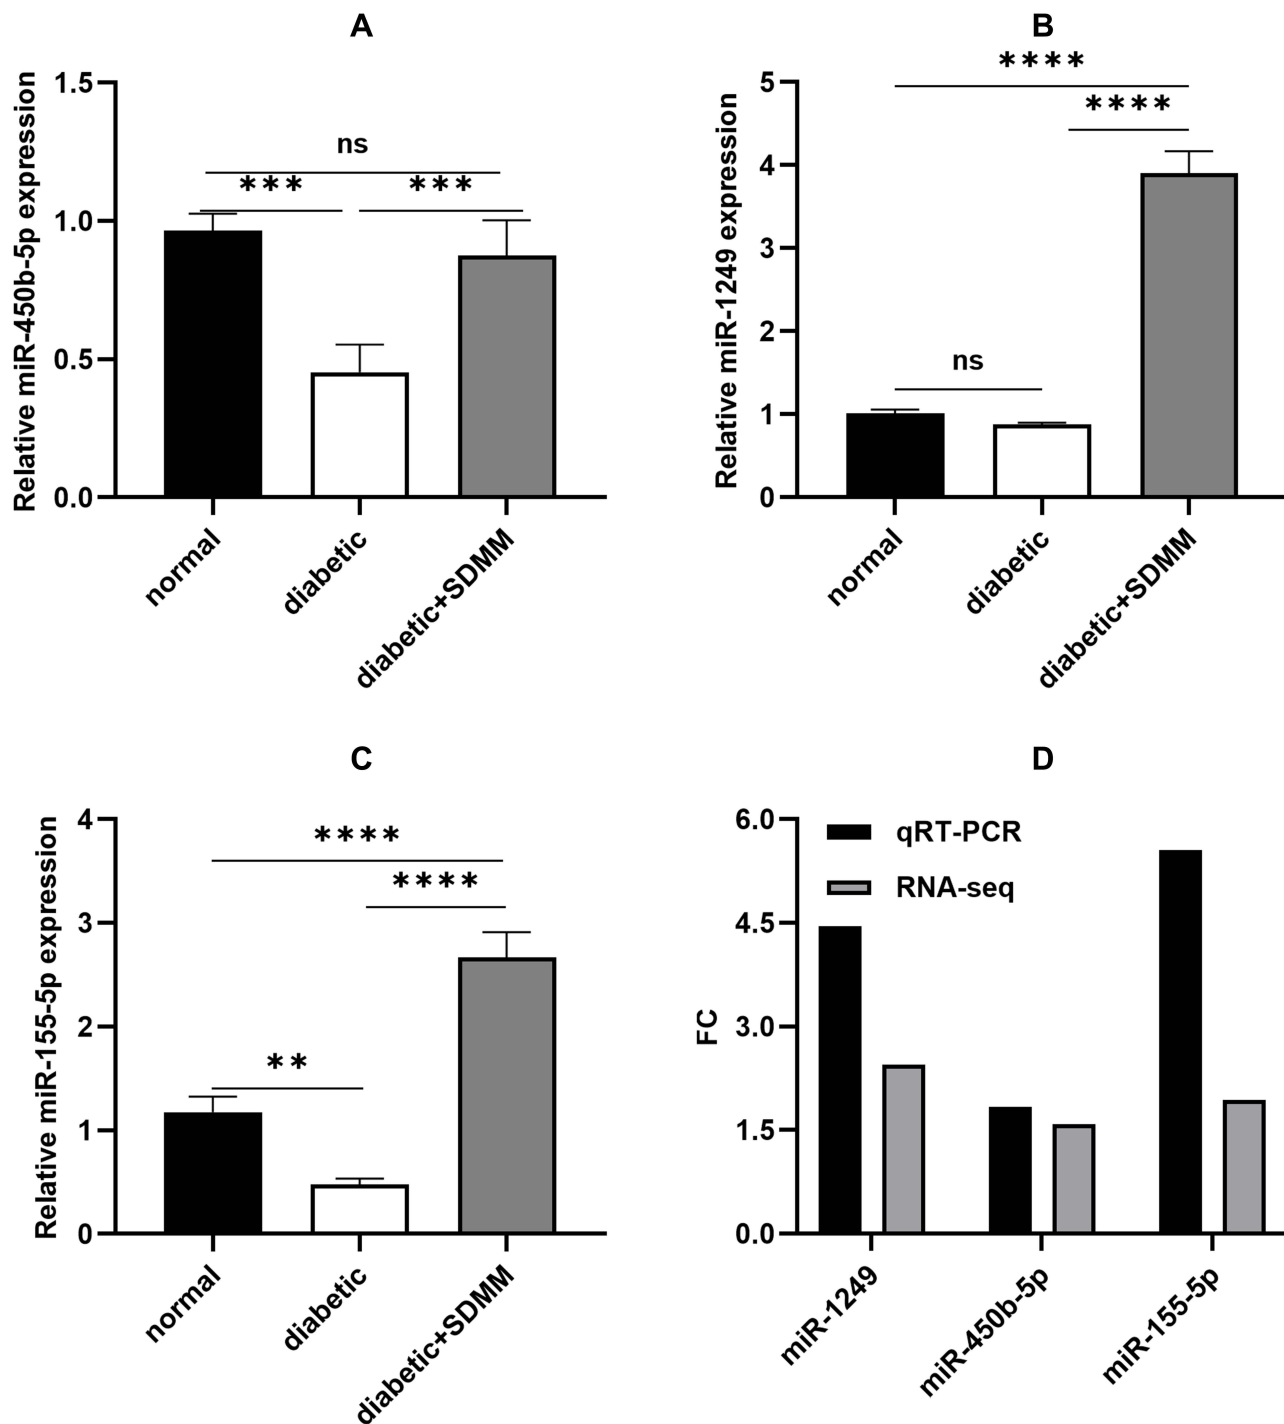 A
Relative miR-450b-5p expression
1.5
1.0
0.5
0.0
ns
***
***
normal
diabetic
diabetic+SDMM
B
Relative miR-1249 expression
5
4
3
2
1
0
****
****
ns
normal
diabetic
diabetic+SDMM
C
Relative miR-155-5p expression
4
3
2
1
0
****
****
**
normal
diabetic
diabetic+SDMM
D
FC
6.0
4.5
3.0
1.5
0.0
qRT-PCR
RNA-seq
miR-1249
miR-450b-5p
miR-155-5p